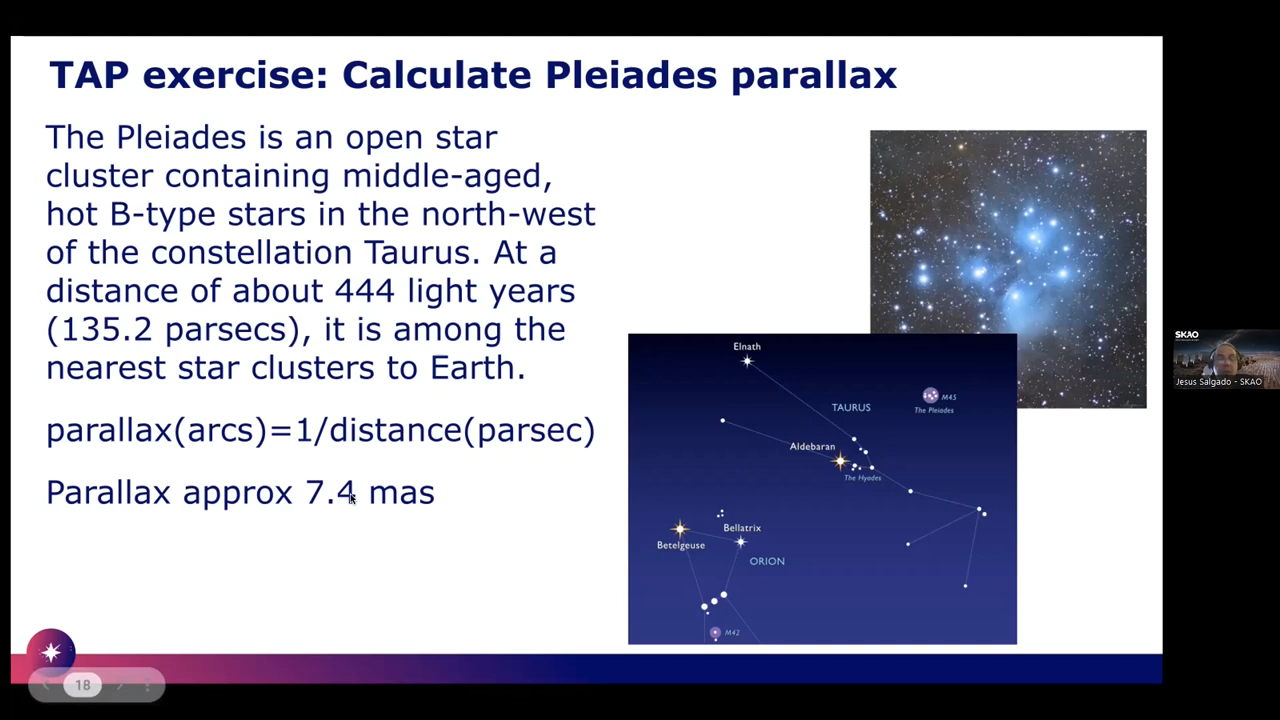 TAP exercise: Calculate Pleiades parallax
The Pleiades is an open star
cluster containing middle-aged,
hot B-type stars in the north-west
of the constellation Taurus. At a
distance of about 444 light years
(135.2 parsecs), it is among the
nearest star clusters to Earth.
parallax(arcs)=1/distance(parsec)
Parallax approx 7.4 mas
Elnath
TAURUS
M45
The Pleiades
Aldebaran
The Hyades
Bellatrix
Betelgeuse
ORION
M42
SKAO
Jesus Salgado - SKAO
18